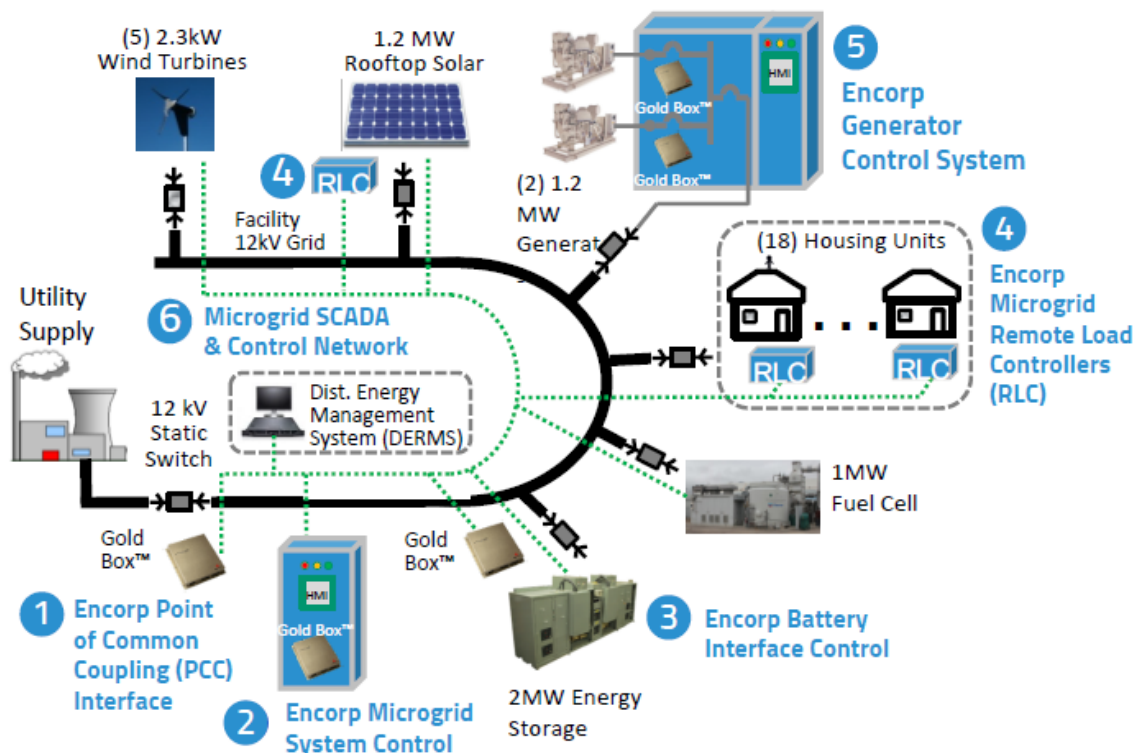 (5) 2.3kW
Wind Turbines
1.2 MW
Rooftop Solar
HMI
Gold Box™
Gold Box™
5
Encorp
Generator
Control System
4
RLC
(2) 1.2
MW
Generat
Facility
12kV Grid
(18) Housing Units
4
Encorp
Microgrid
Remote Load
Controllers
(RLC)
RLC
RLC
Utility
Supply
6
Microgrid SCADA
& Control Network
Dist. Energy
Management
System (DERMS)
12 kV
Static
Switch
1MW
Fuel Cell
Gold
Box™
Gold
Box™
HMI
Gold Box™
1
Encorp Point
of Common
Coupling (PCC)
Interface
3
Encorp Battery
Interface Control
2MW Energy
Storage
2
Encorp Microgrid
System Control